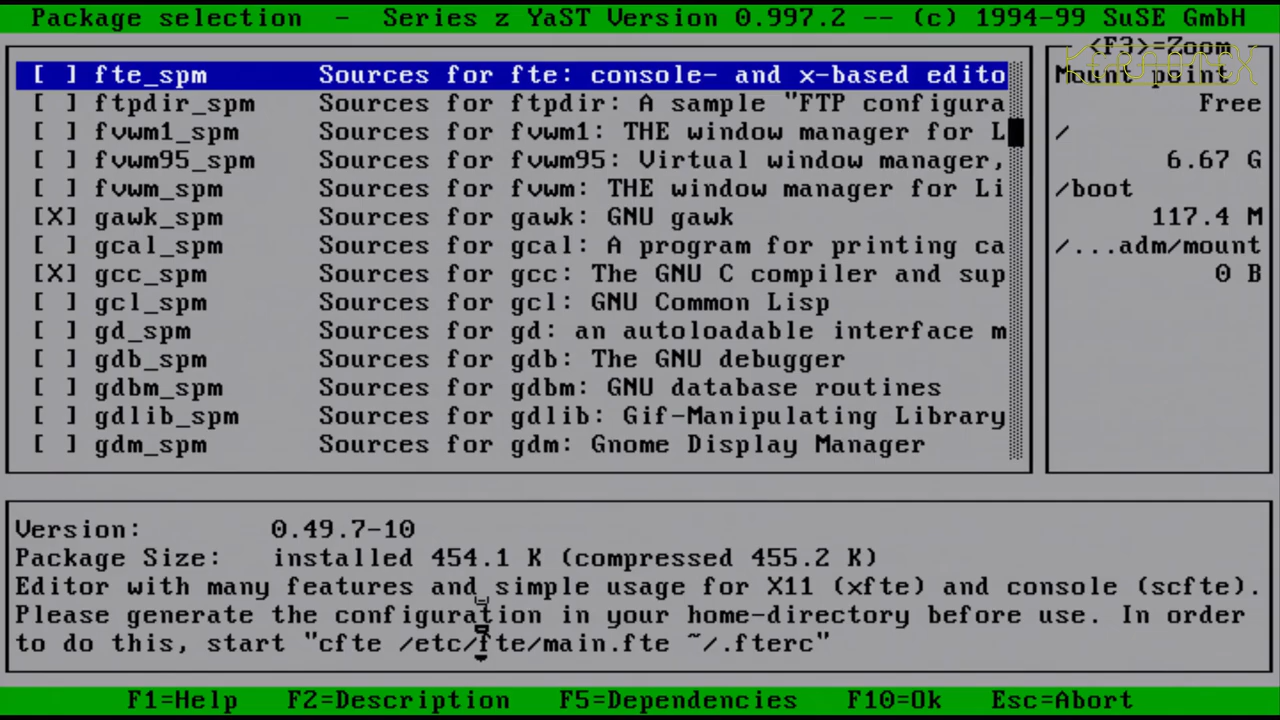 Package selection - Series z YaST Version 0.997.2 -- (c) 1994-99 SuSE GmbH
<F3>=Zoom
[ ] fte_spm Sources for fte: console- and x-based edito
[ ] ftpdir_spm Sources for ftpdir: A sample "FTP configura
[ ] fvwm1_spm Sources for fvwm1: THE window manager for L
[ ] fvwm95_spm Sources for fvwm95: Virtual window manager,
[ ] fvwm_spm Sources for fvwm: THE window manager for Li
[X] gawk_spm Sources for gawk: GNU gawk
[ ] gcal_spm Sources for gcal: A program for printing ca
[X] gcc_spm Sources for gcc: The GNU C compiler and sup
[ ] gcl_spm Sources for gcl: GNU Common Lisp
[ ] gd_spm Sources for gd: an autoloadable interface m
[ ] gdb_spm Sources for gdb: The GNU debugger
[ ] gdbm_spm Sources for gdbm: GNU database routines
[ ] gdlib_spm Sources for gdlib: Gif-Manipulating Library
[ ] gdm_spm Sources for gdm: Gnome Display Manager
Mount point
Free
/
6.67 G
/boot
117.4 M
/...adm/mount
0 B
Version: 0.49.7-10
Package Size: installed 454.1 K (compressed 455.2 K)
Editor with many features and simple usage for X11 (xfte) and console (scfte).
Please generate the configuration in your home-directory before use. In order
to do this, start "cfte /etc/fte/main.fte ~/.fterc"
F1=Help F2=Description F5=Dependencies F10=Ok Esc=Abort